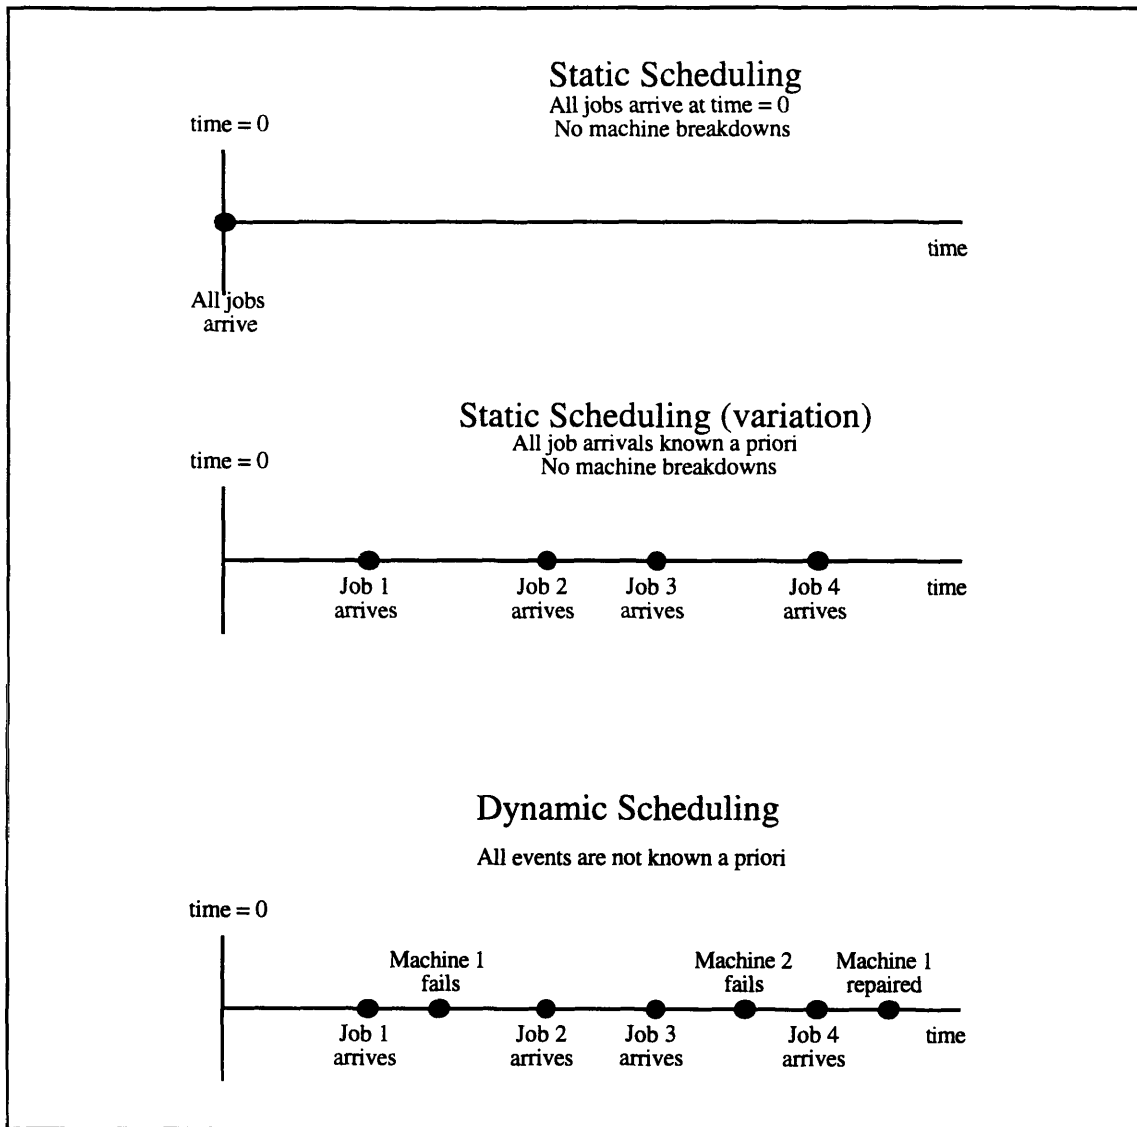 Static Scheduling
All jobs arrive at time = 0
No machine breakdowns
time = 0
time
All jobs
arrive
Static Scheduling (variation)
All job arrivals known a priori
No machine breakdowns
time = 0
Job 1
arrives
Job 2
arrives
Job 3
arrives
Job 4
arrives
time
Dynamic Scheduling
All events are not known a priori
time = 0
Machine 1
fails
Machine 2
fails
Machine 1
repaired
Job 1
arrives
Job 2
arrives
Job 3
arrives
Job 4
arrives
time